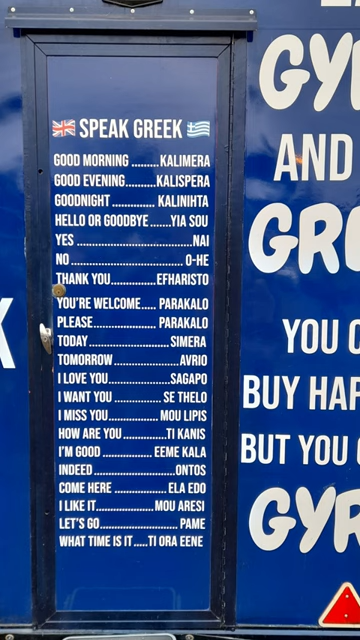 SPEAK GREEK
GOOD MORNING ..........KALIMERA
GOOD EVENING..........KALISPERA
GOODNIGHT ..............KALINIHTA
HELLO OR GOODBYE ......YIA SOU
YES ...................................NAI
NO ..................................O-HE
THANK YOU..............EFHARISTO
YOU'RE WELCOME..... PARAKALO
PLEASE.................... PARAKALO
TODAY ..........................SIMERA
TOMORROW....................AVRIO
I LOVE YOU...................SAGAPO
I WANT YOU .............. SE THELO
I MISS YOU...............MOU LIPIS
HOW ARE YOU..............TI KANIS
I'M GOOD .............. EEME KALA
INDEED..........................ONTOS
COME HERE ................ELA EDO
I LIKE IT.................MOU ARESI
LET'S GO......................... PAME
WHAT TIME IS IT .....TI ORA EENE
GY
AND
GR
YOU C
BUY HAP
BUT YOU
GYR